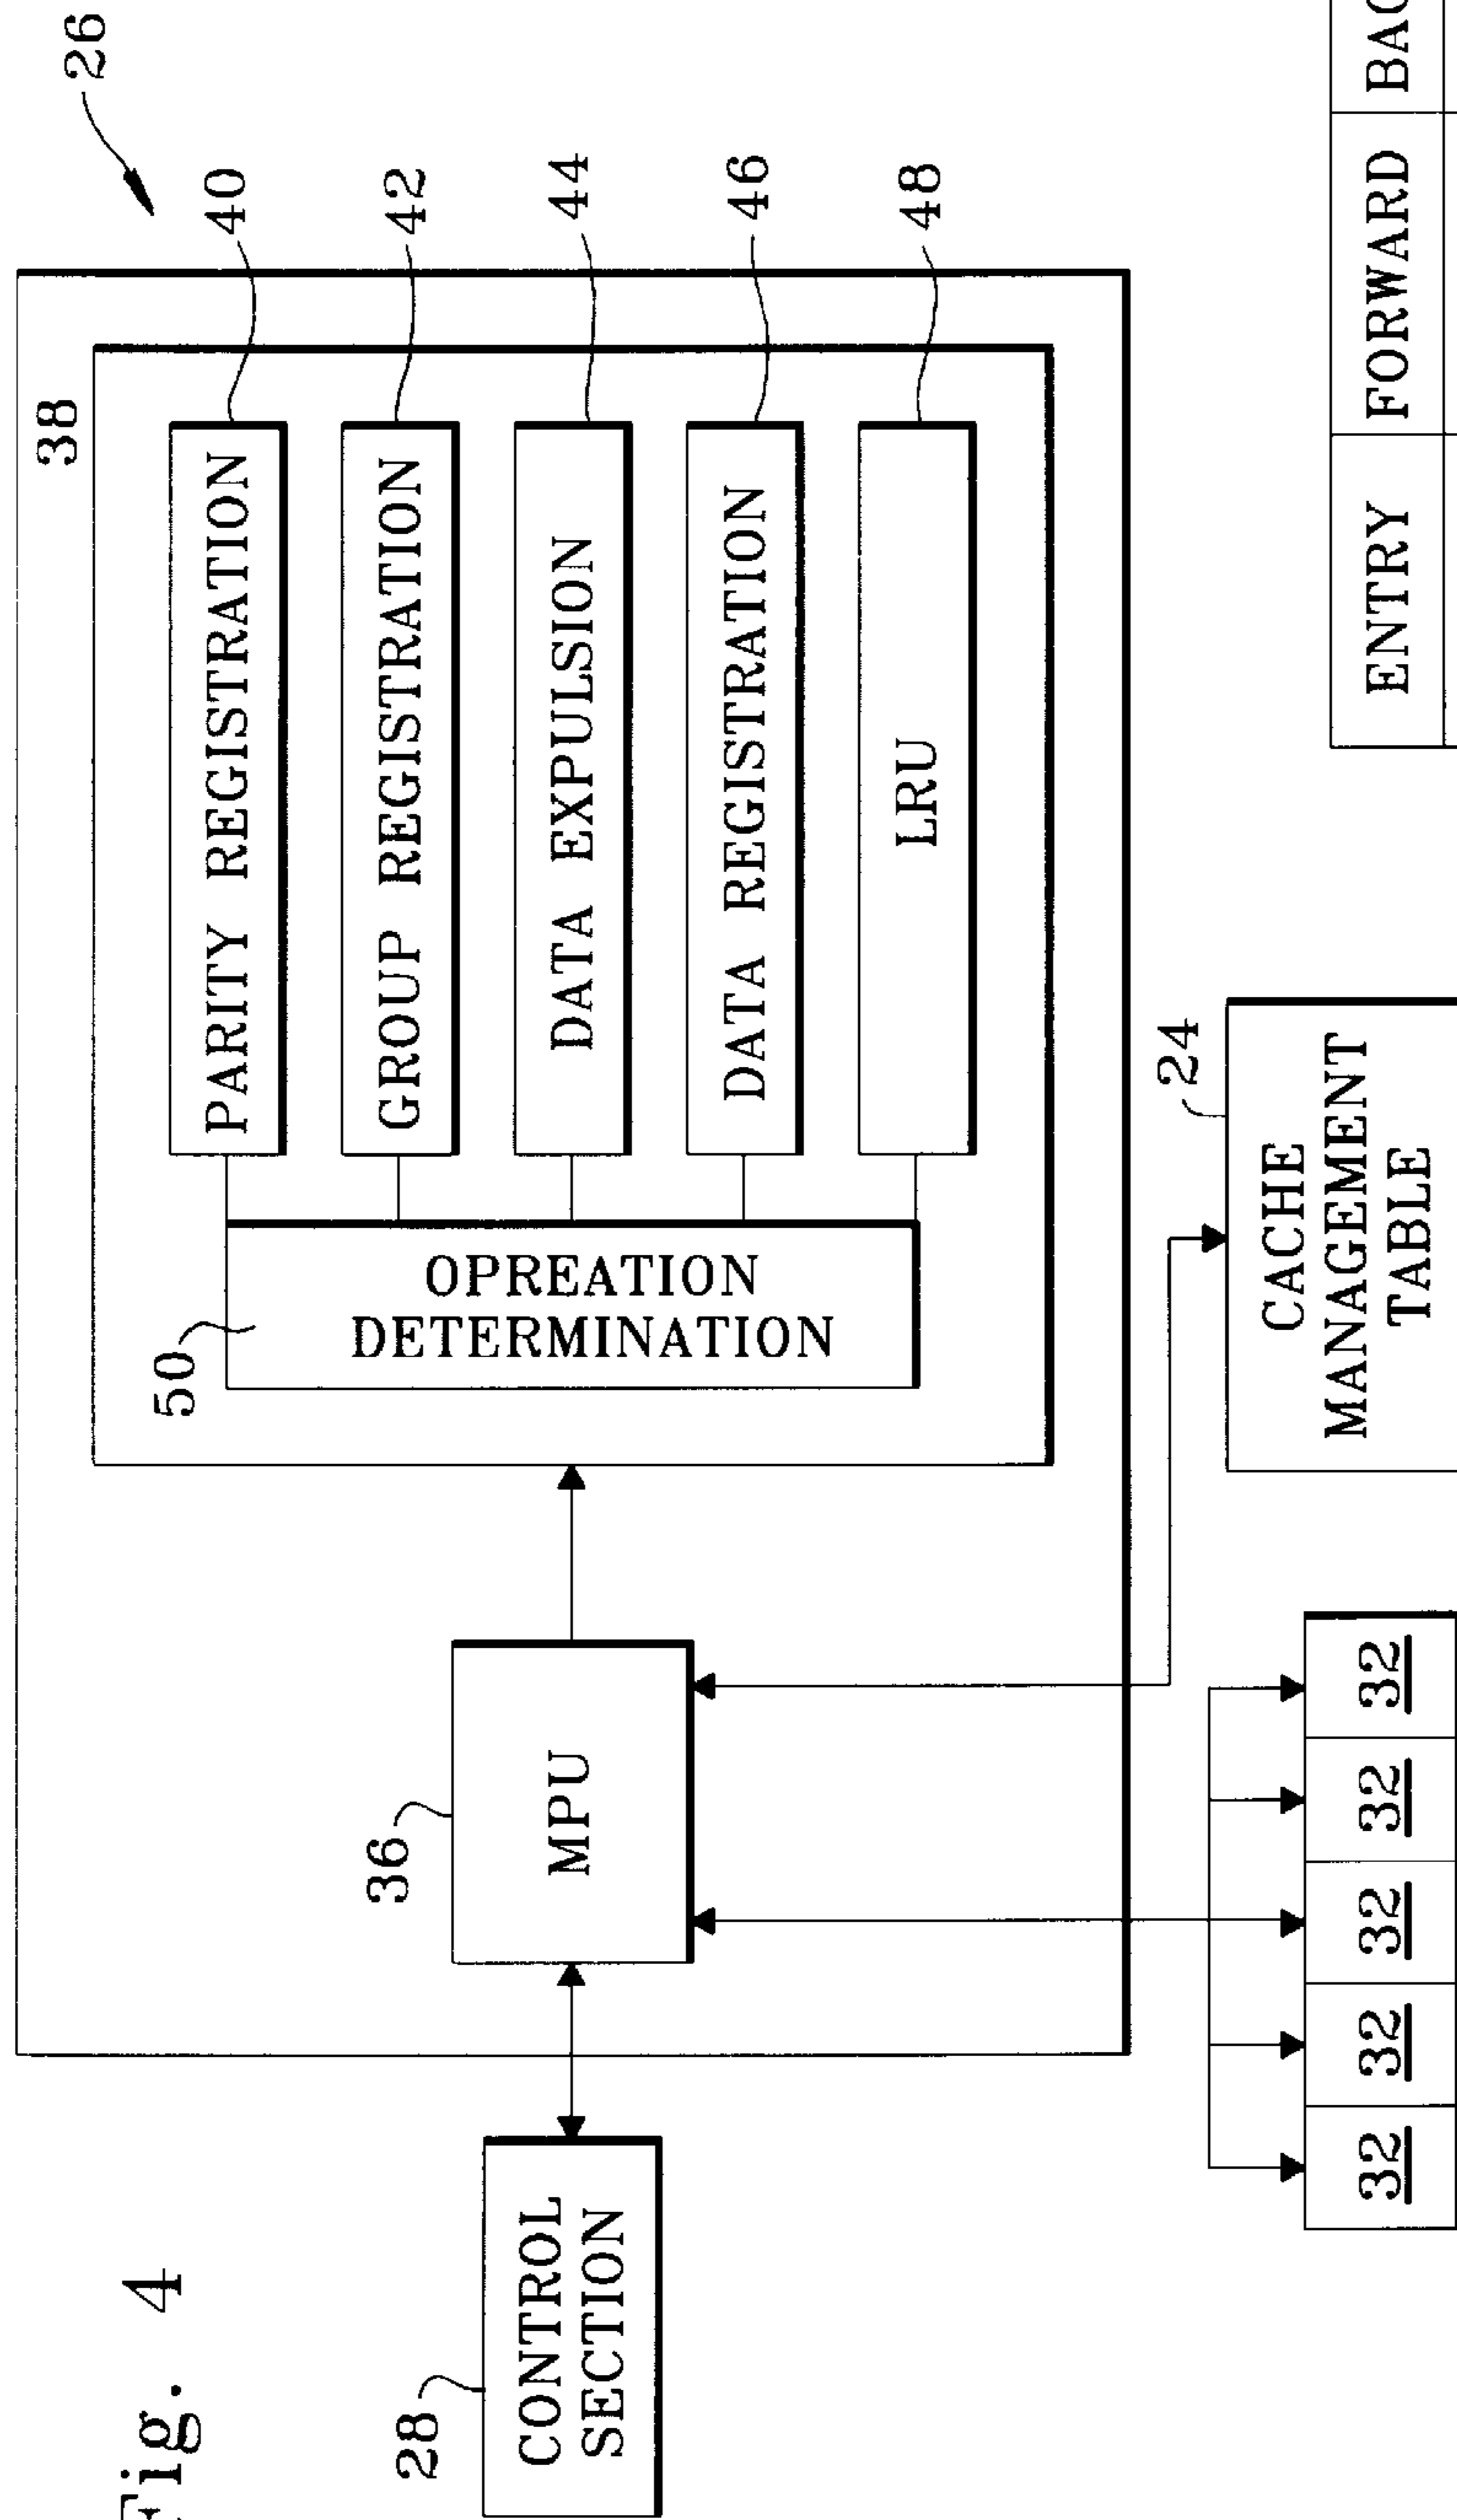 Fig. 4
26
38
PARITY REGISTRATION
40
GROUP REGISTRATION
42
DATA EXPULSION
44
DATA REGISTRATION
46
LRU
48
50
OPREATION
DETERMINATION
36
MPU
28
CONTROL
SECTION
24
CACHE
MANAGEMENT
TABLE
32 32 32 32 32
ENTRY FORWARD